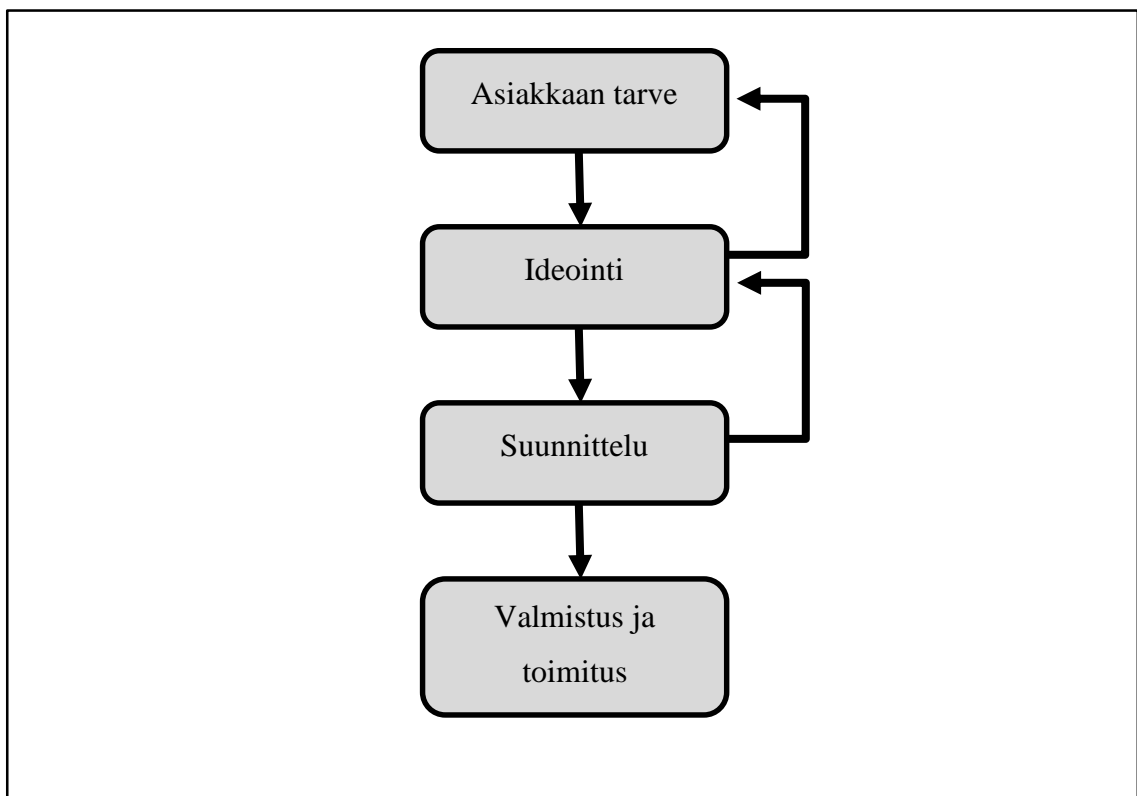 Asiakkaan tarve
Ideointi
Suunnittelu
Valmistus ja
toimitus